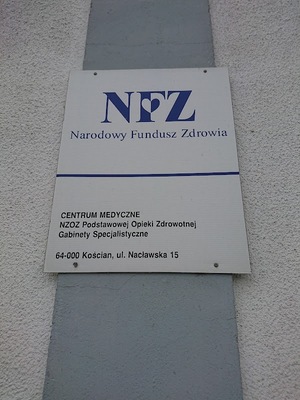 NFZ
Narodowy Fundusz Zdrowia
CENTRUM MEDYCZNE
NZOZ Podstawowej Opieki Zdrowotnej
Gabinety Specjalistyczne
64-000 Kościan, ul. Nacławska 15